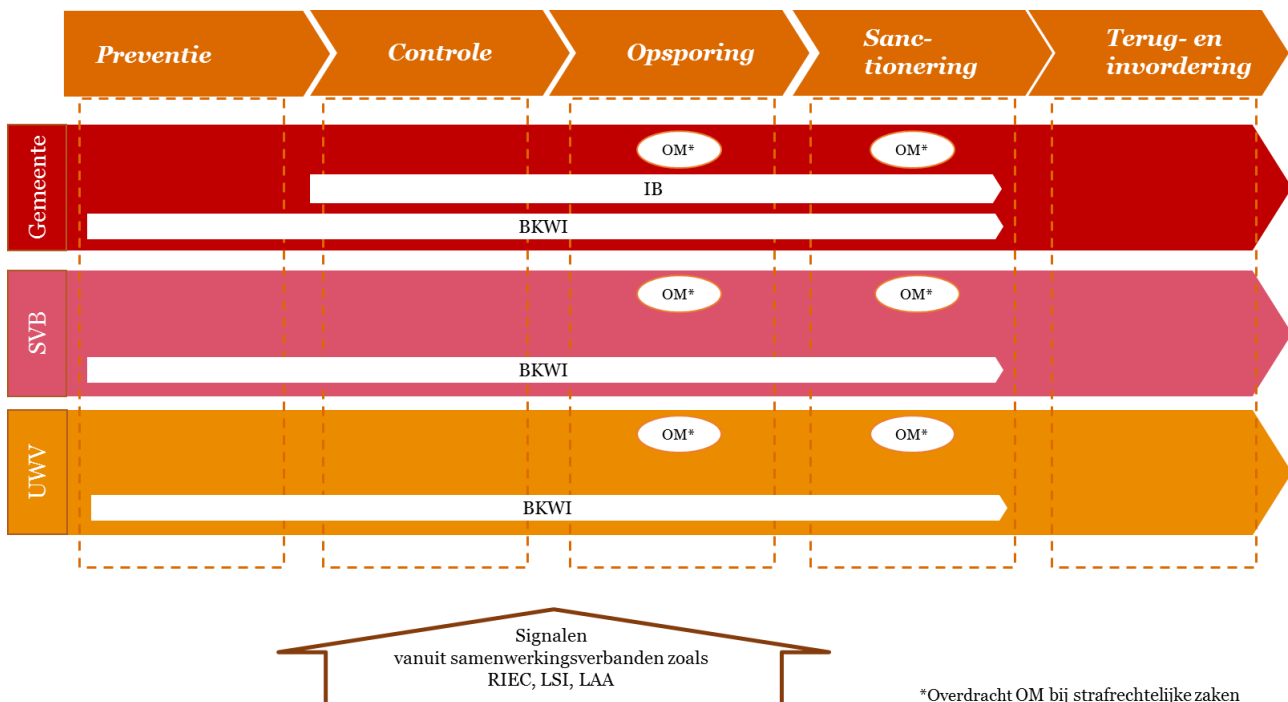 Preventie
Controle
Opsporing
Sanc-
tionering
Terug- en
invordering
Gemeente
OM*
OM*
IB
BKWI
SVB
OM*
OM*
BKWI
UWV
OM*
OM*
BKWI
Signalen
vanuit samenwerkingsverbanden zoals
RIEC, LSI, LAA
*Overdracht OM bij strafrechtelijke zaken